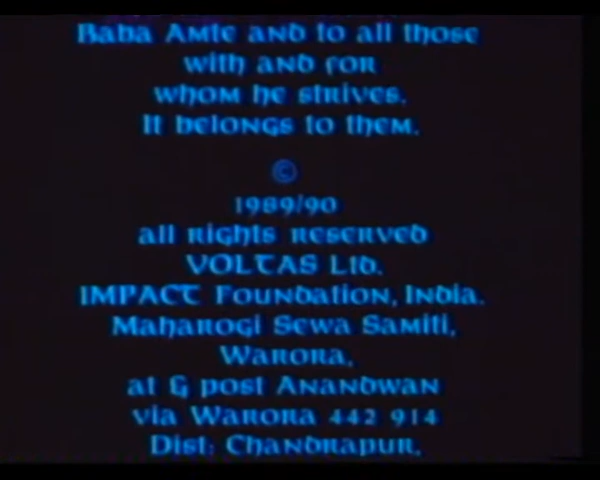 Baba Amte and to all those
with and for
whom he strives.
It belongs to them.
©
1989/90
all rights reserved
VOLTAS Ltd.
IMPACT Foundation, India.
Maharogi Sewa Samiti,
Warora,
at & post Anandwan
via Warora 442 914
Dist: Chandrapur,